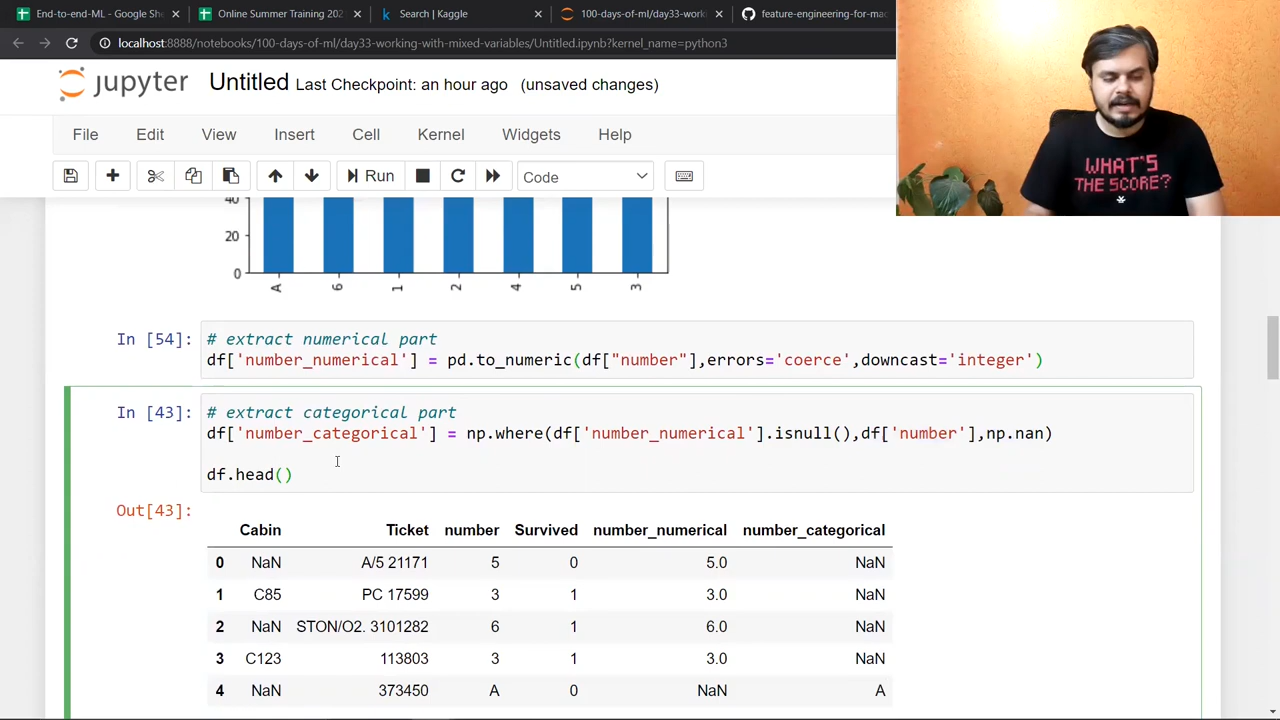 End-to-end-ML - Google She
Online Summer Training 202
Search | Kaggle
100-days-of-ml/day33-work
feature-engineering-for-mac
localhost:8888/notebooks/100-days-of-ml/day33-working-with-mixed-variables/Untitled.ipynb?kernel_name=python3
WHAT'S
THE SCORE?
jupyter Untitled Last Checkpoint: an hour ago (unsaved changes)
File Edit View Insert Cell Kernel Widgets Help
Run Code
40
20
0
A 6 1 2 4 5 3
In [54]: # extract numerical part
df['number_numerical'] = pd.to_numeric(df["number"],errors='coerce',downcast='integer')
In [43]: # extract categorical part
df['number_categorical'] = np.where(df['number_numerical'].isnull(),df['number'],np.nan)
df.head()
Out[43]:
Cabin Ticket number Survived number_numerical number_categorical
0 NaN A/5 21171 5 0 5.0 NaN
1 C85 PC 17599 3 1 3.0 NaN
2 NaN STON/O2. 3101282 6 1 6.0 NaN
3 C123 113803 3 1 3.0 NaN
4 NaN 373450 A 0 NaN A